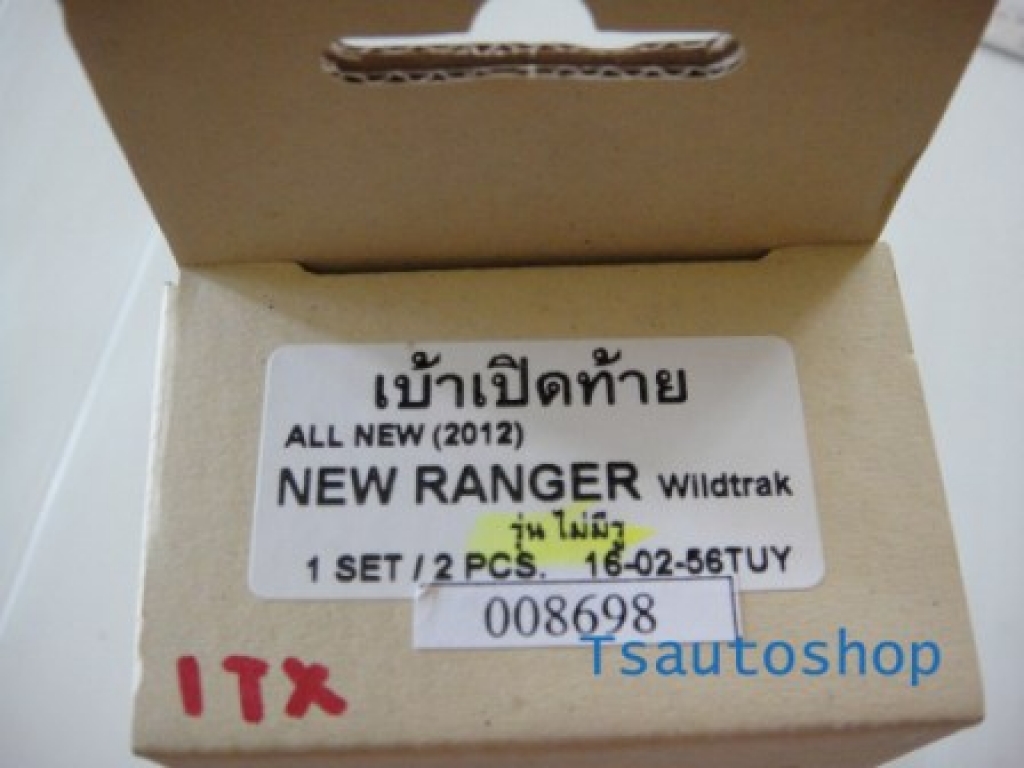 เบ้าเปิดท้าย
ALL NEW (2012)
NEW RANGER Wildtrak
รุ่น ไม่มีรู
1 SET / 2 PCS. 16-02-56TUY
008698
Tsautoshop
ITX